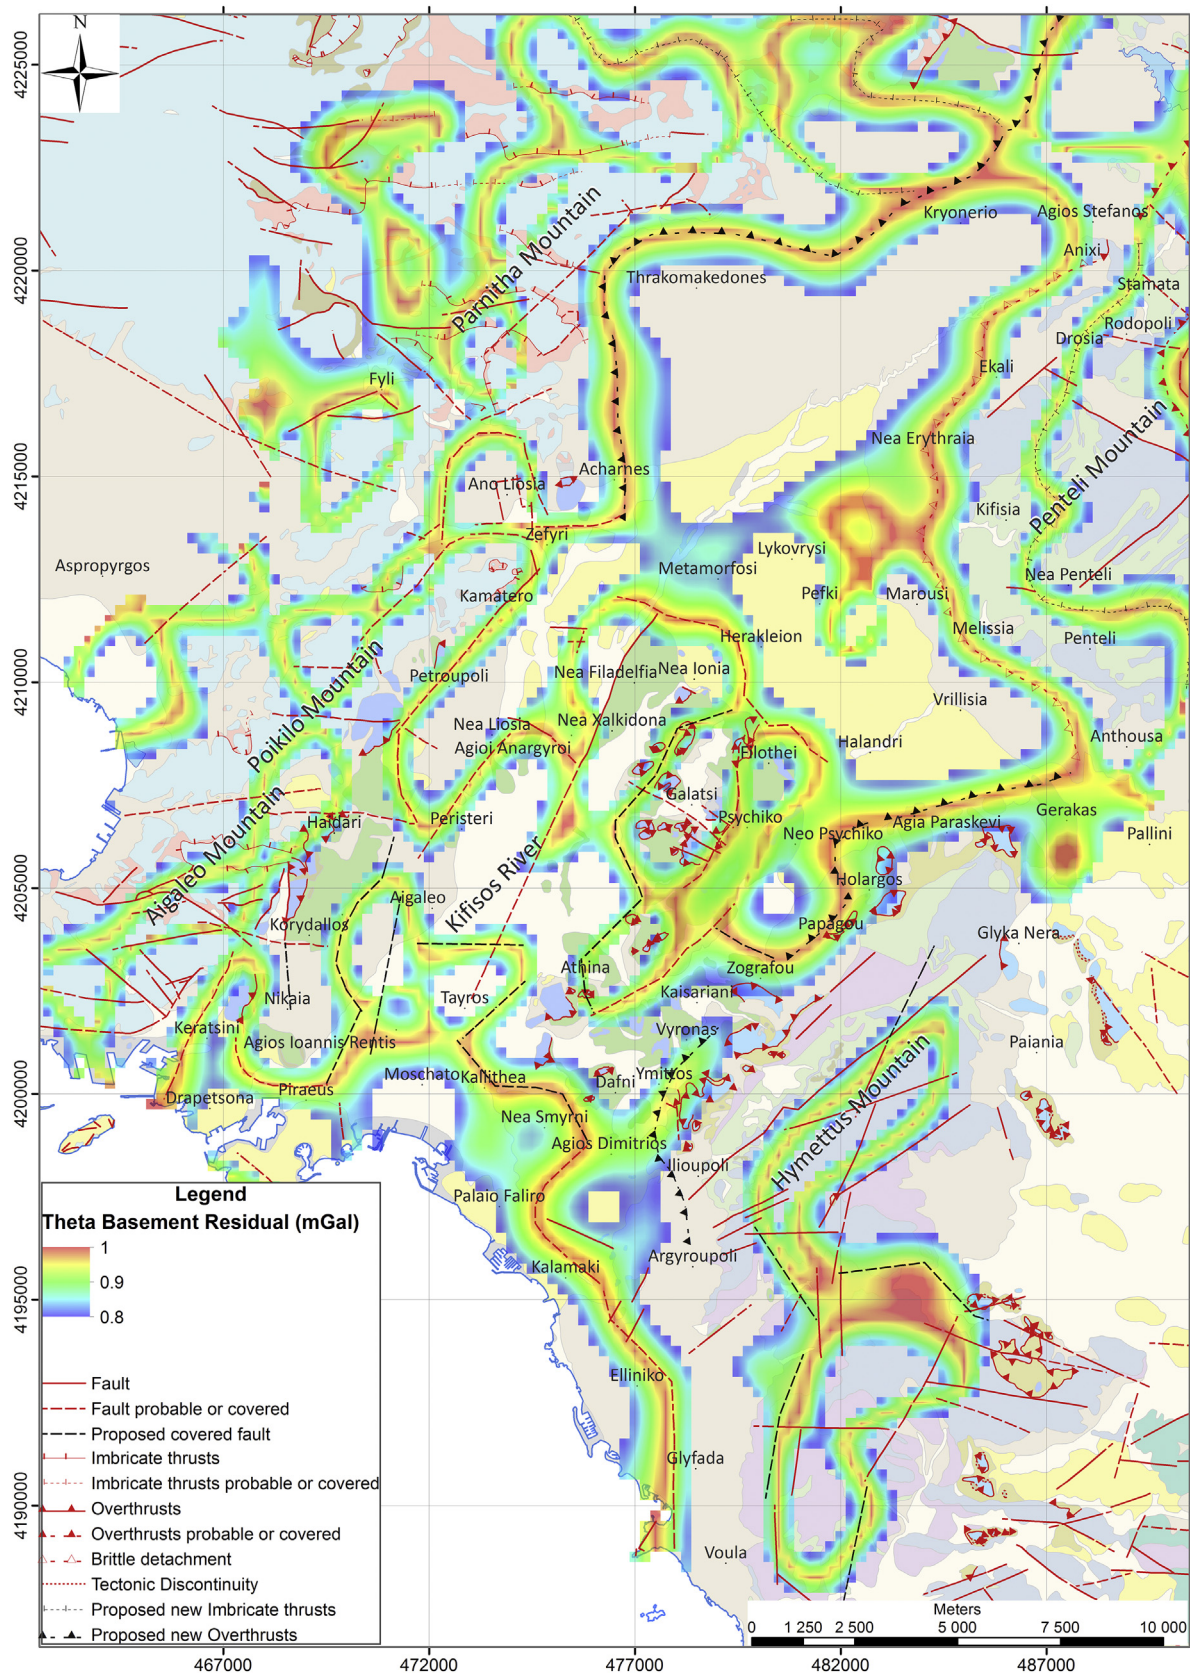 N
4225000
4220000
4215000
4210000
4205000
4200000
4195000
4190000
Parnitha Mountain
Kryonerio
Agios Stefanos
Anixi
Thrakomakedones
Stamata
Rodopoli
Drosia
Ekali
Fyli
Penteli Mountain
Nea Erythraia
Acharnes
Ano Liosia
Kifisia
Zefyri
Lykovrysi
Aspropyrgos
Metamorfosi
Nea Penteli
Kamatero
Pefki
Marousi
Melissia
Penteli
Herakleion
Poikilo Mountain
Petroupoli
Nea Filadelfia
Nea Ionia
Vrillisia
Nea Liosia
Nea Xalkidona
Agioi Anargyroi
Filothei
Halandri
Anthousa
Galatsi
Haidari
Peristeri
Psychiko
Neo Psychiko
Agia Paraskevi
Gerakas
Pallini
Aigaleo Mountain
Kifisos River
Holargos
Aigaleo
Korydallos
Papagou
Glyka Nera
Athina
Zografou
Nikaia
Tayros
Kaisariani
Keratsini
Agios Ioannis Rentis
Vyronas
Paiania
Moschato
Kallithea
Dafni
Ymittos
Piraeus
Drapetsona
Nea Smyrni
Agios Dimitrios
Hymettus Mountain
Ilioupoli
Palaio Faliro
Argyroupoli
Kalamaki
Elliniko
Glyfada
Voula
Legend
Theta Basement Residual (mGal)
1
0.9
0.8
Fault
Fault probable or covered
Proposed covered fault
Imbricate thrusts
Imbricate thrusts probable or covered
Overthrusts
Overthrusts probable or covered
Brittle detachment
Tectonic Discontinuity
Proposed new Imbricate thrusts
Proposed new Overthrusts
Meters
0 1 250 2 500 5 000 7 500 10 000
467000 472000 477000 482000 487000